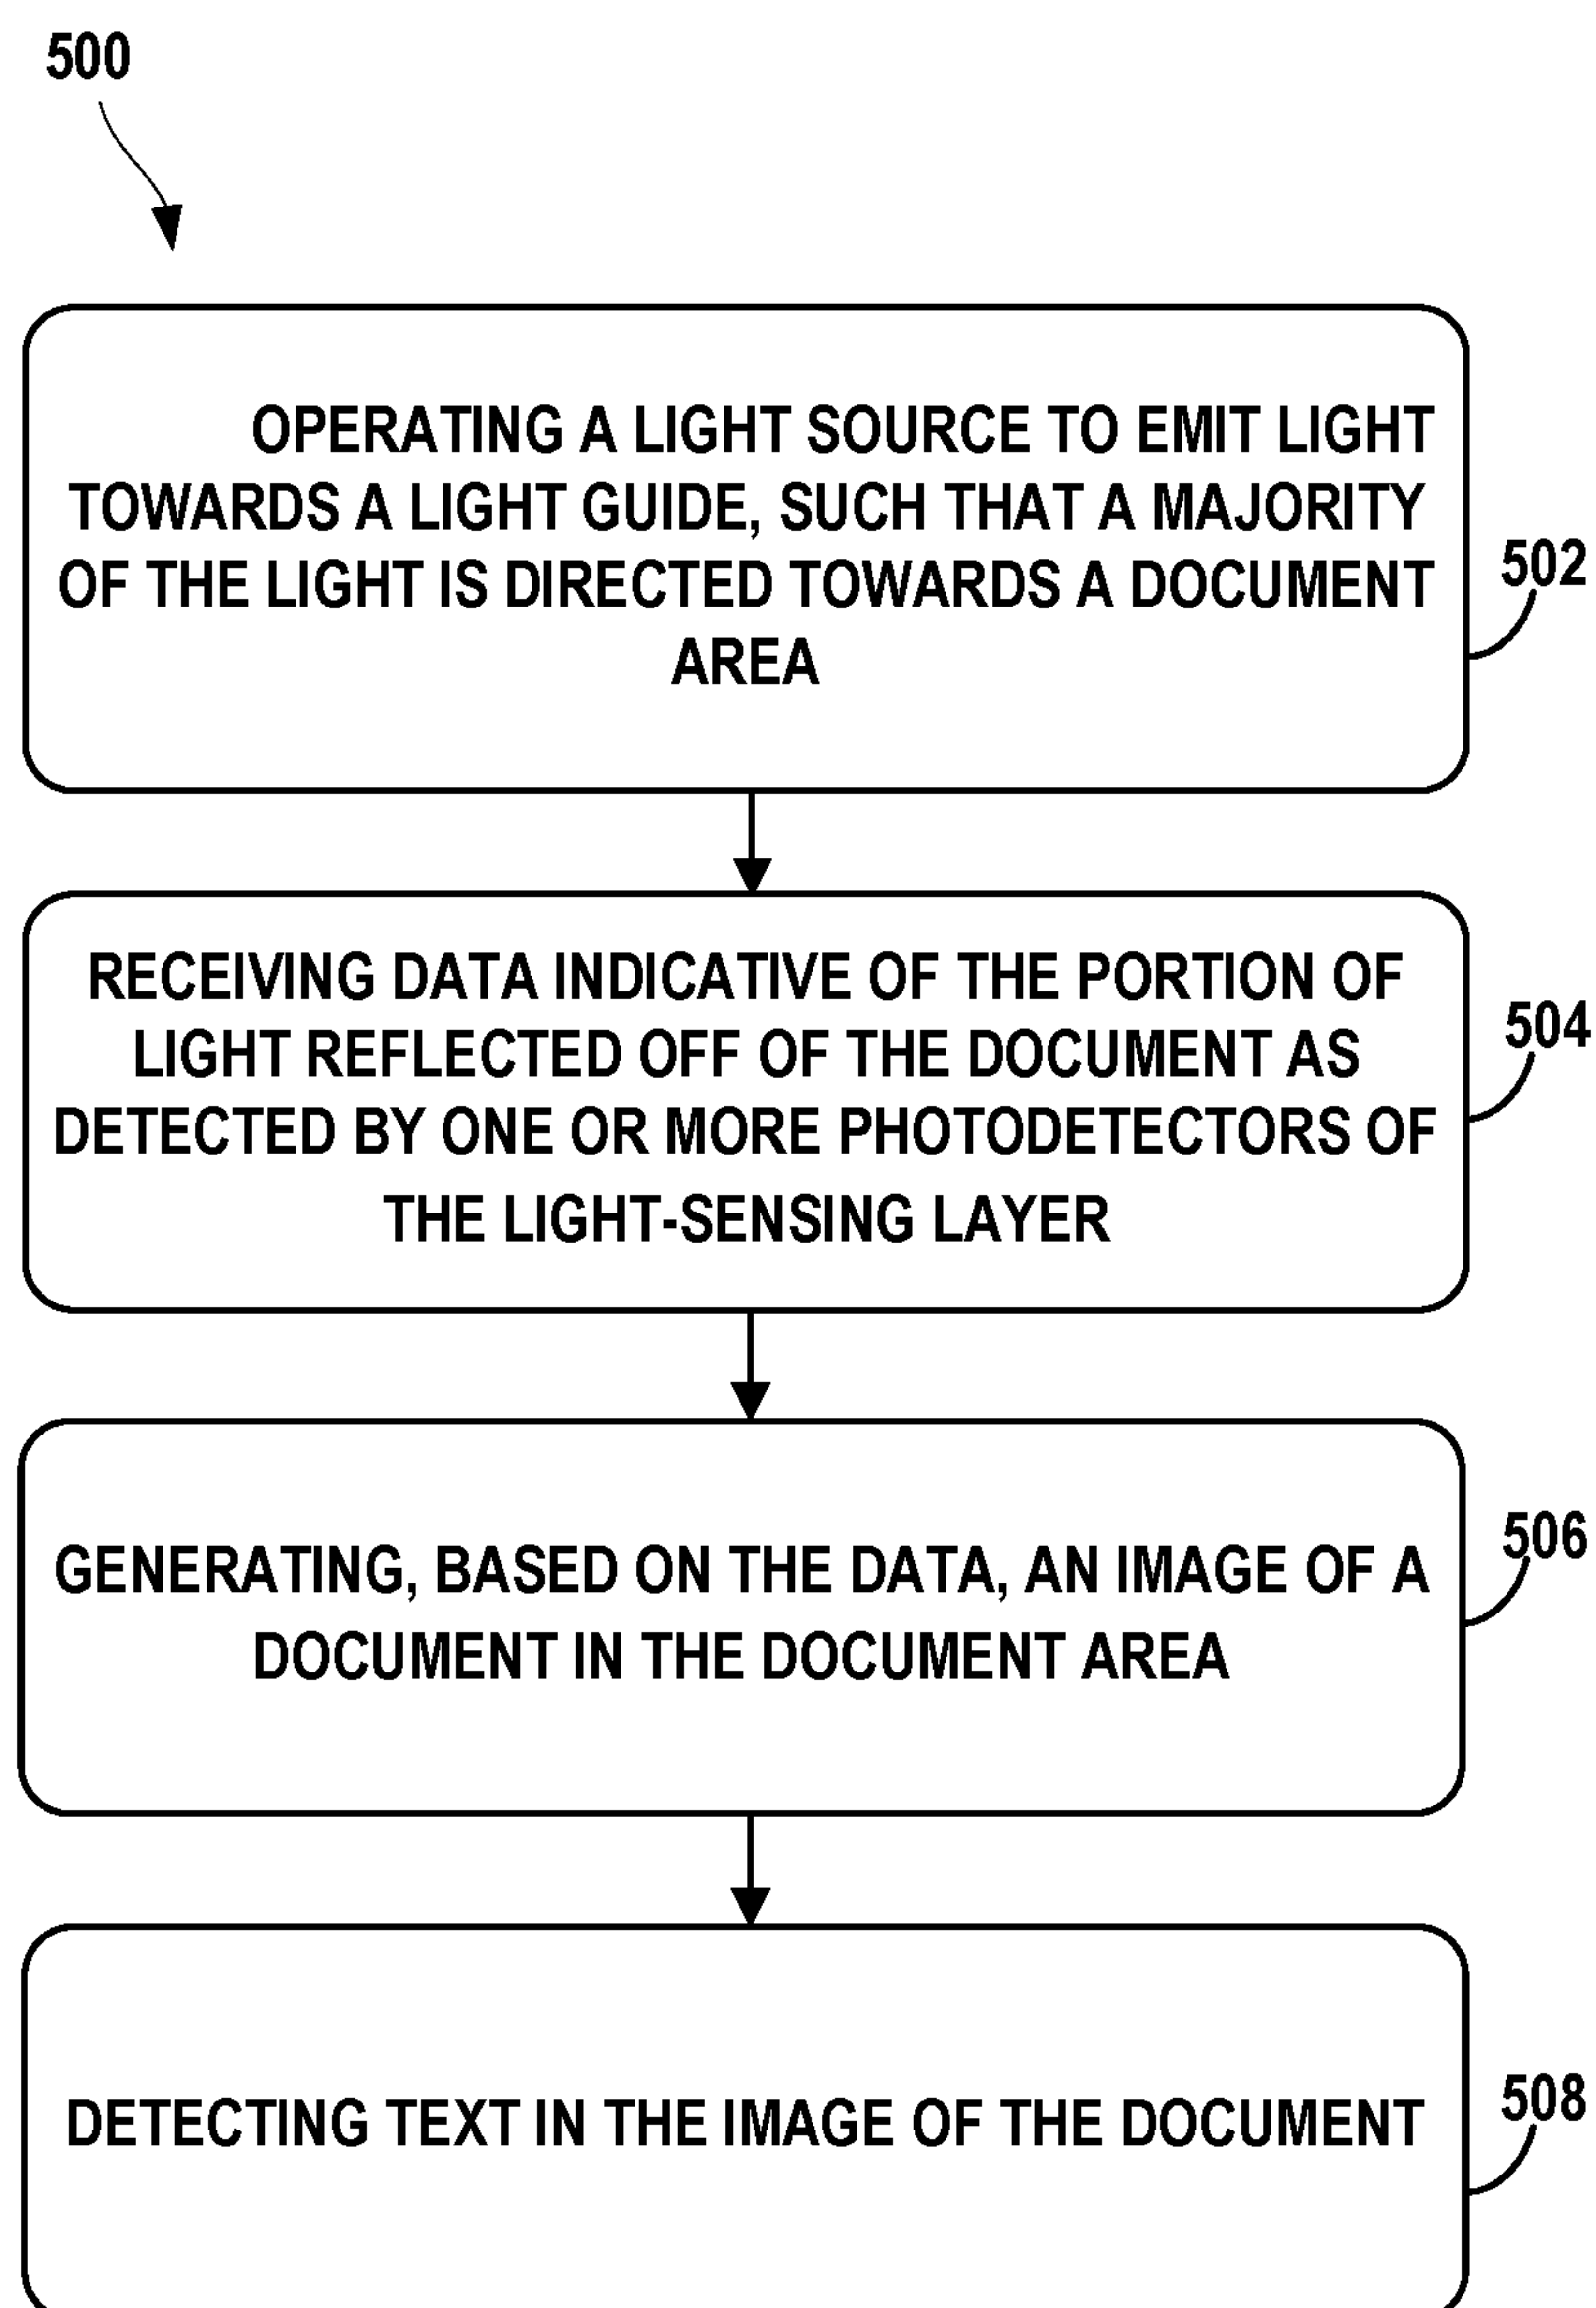 500
OPERATING A LIGHT SOURCE TO EMIT LIGHT
TOWARDS A LIGHT GUIDE, SUCH THAT A MAJORITY
OF THE LIGHT IS DIRECTED TOWARDS A DOCUMENT
AREA
502
RECEIVING DATA INDICATIVE OF THE PORTION OF
LIGHT REFLECTED OFF OF THE DOCUMENT AS
DETECTED BY ONE OR MORE PHOTODETECTORS OF
THE LIGHT-SENSING LAYER
504
GENERATING, BASED ON THE DATA, AN IMAGE OF A
DOCUMENT IN THE DOCUMENT AREA
506
DETECTING TEXT IN THE IMAGE OF THE DOCUMENT
508